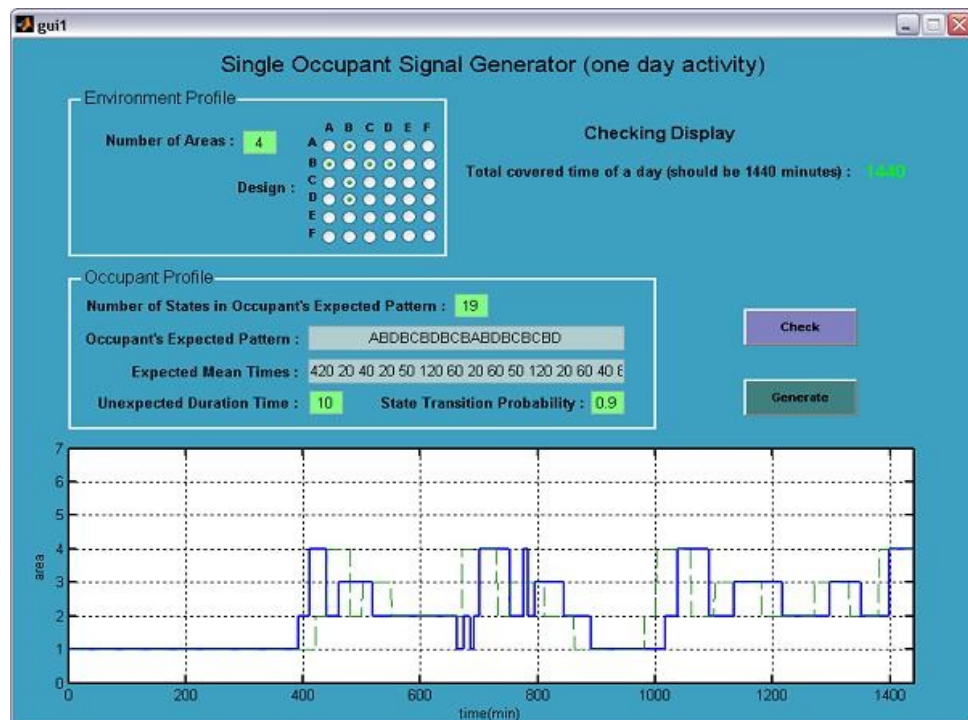 gui1
Single Occupant Signal Generator (one day activity)
Environment Profile
Number of Areas : 4
A B C D E F
A
B
Design : C
D
E
F
Checking Display
Total covered time of a day (should be 1440 minutes) : 1440
Occupant Profile
Number of States in Occupant's Expected Pattern : 19
Occupant's Expected Pattern : ABDBCBDBCBABDBCBCBD
Expected Mean Times : 420 20 40 20 50 120 60 20 60 50 120 20 60 40
Unexpected Duration Time : 10 State Transition Probability : 0.9
Check
Generate
7
6
5
4
3
2
1
0
area
0 200 400 600 800 1000 1200 1400
time(min)